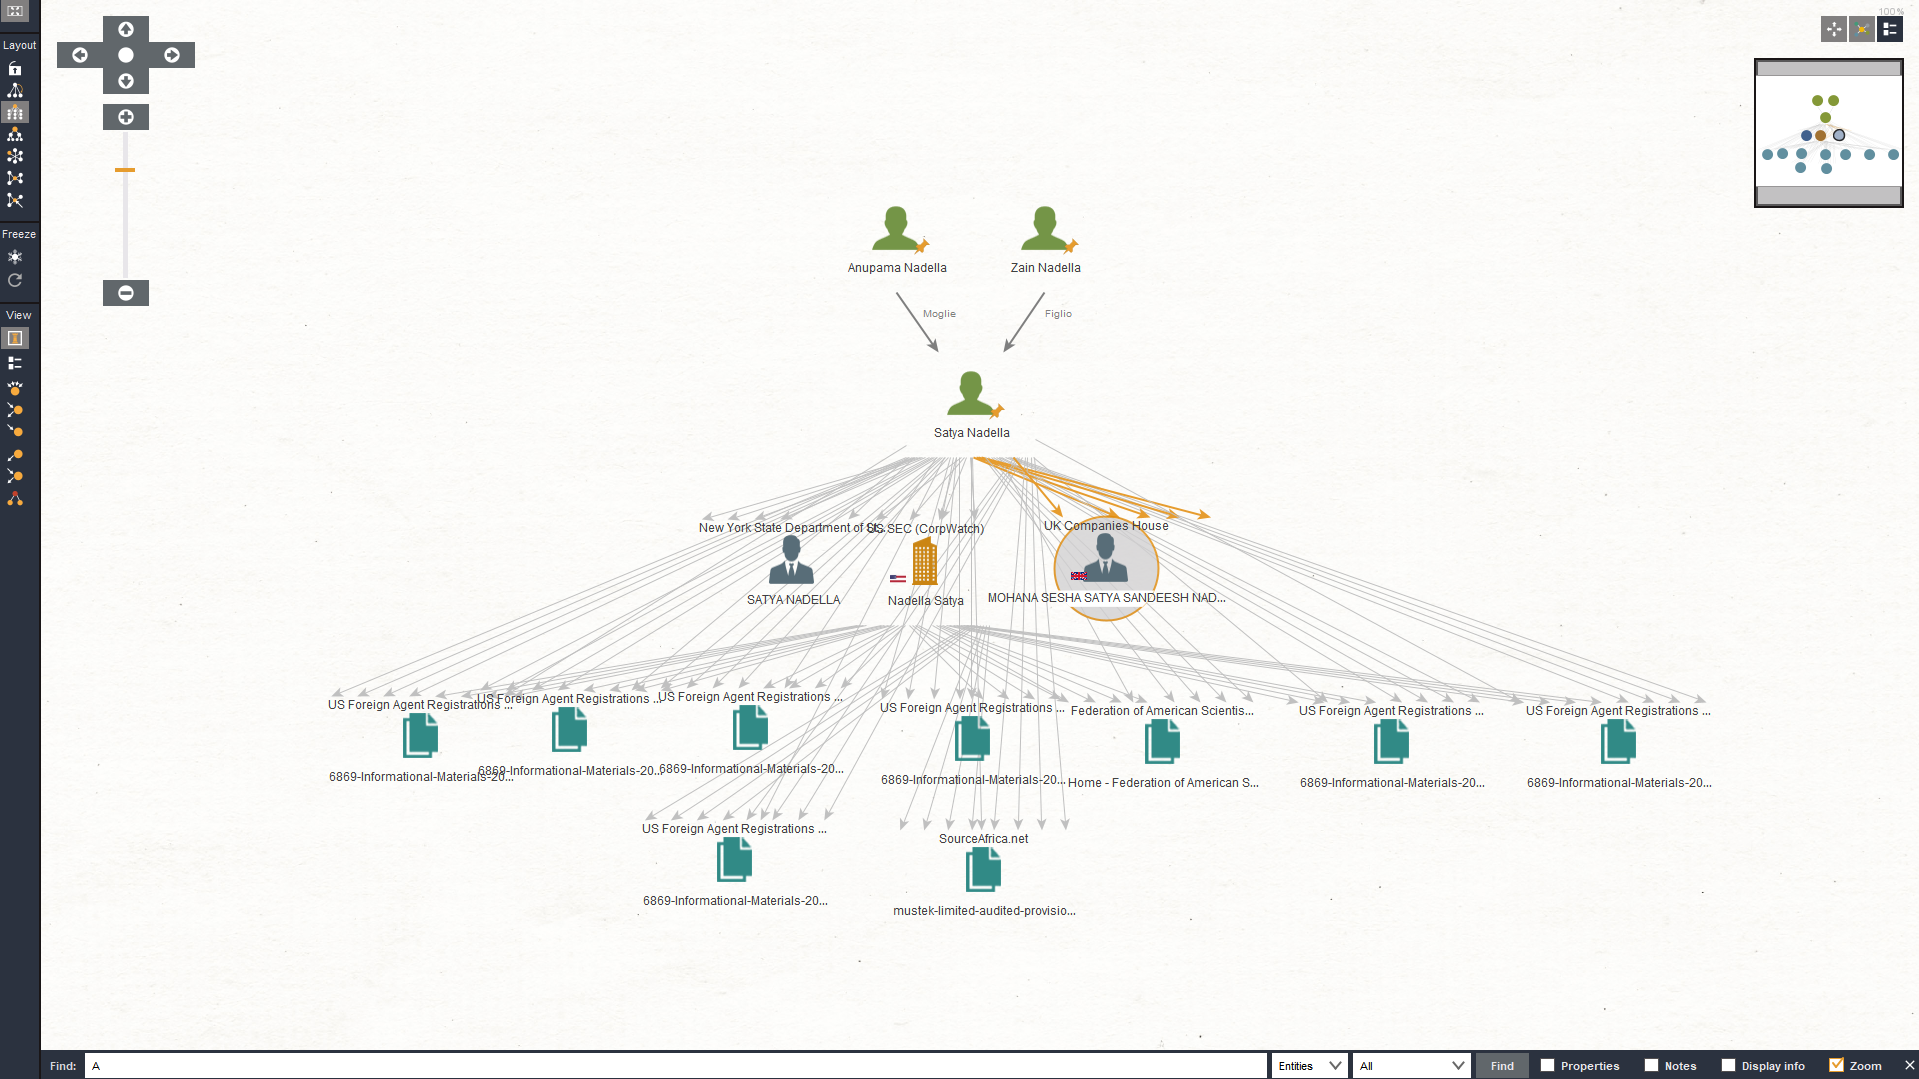 100%
Layout
Freeze
View
Anupama Nadella
Zain Nadella
Moglie
Figlio
Satya Nadella
New York State Department of St...
US SEC (CorpWatch)
UK Companies House
SATYA NADELLA
Nadella Satya
MOHANA SESHA SATYA SANDEESH NAD...
US Foreign Agent Registrations ...
US Foreign Agent Registrations ...
US Foreign Agent Registrations ...
US Foreign Agent Registrations ...
Federation of American Scientis...
US Foreign Agent Registrations ...
US Foreign Agent Registrations ...
6869-Informational-Materials-20...
6869-Informational-Materials-20...
6869-Informational-Materials-20...
6869-Informational-Materials-20...
Home - Federation of American S...
6869-Informational-Materials-20...
6869-Informational-Materials-20...
US Foreign Agent Registrations ...
SourceAfrica.net
6869-Informational-Materials-20...
mustek-limited-audited-provisio...
Find: A Entities All Find Properties Notes Display info Zoom